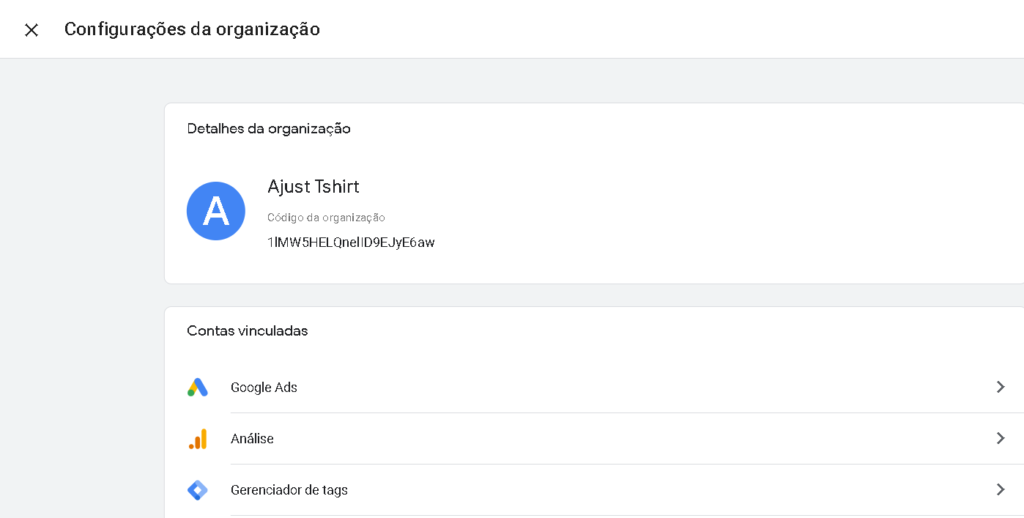 Configurações da organização
Detalhes da organização
A
Ajust Tshirt
Código da organização
1lMW5HELQnelID9EJyE6aw
Contas vinculadas
Google Ads
Análise
Gerenciador de tags